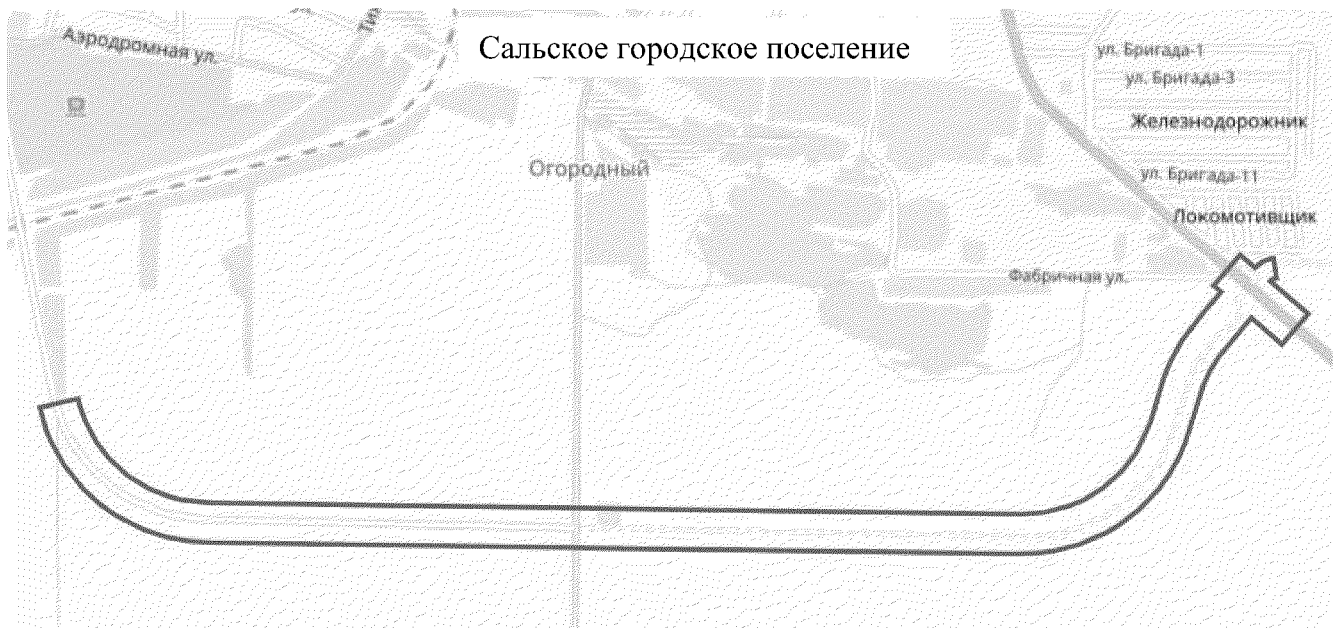 Аэродромная ул.
Сальское городское поселение
ул. Бригада-1
ул. Бригада-3
Железнодорожник
Огородный
ул. Бригада-11
Локомотивщик
Фабричная ул.